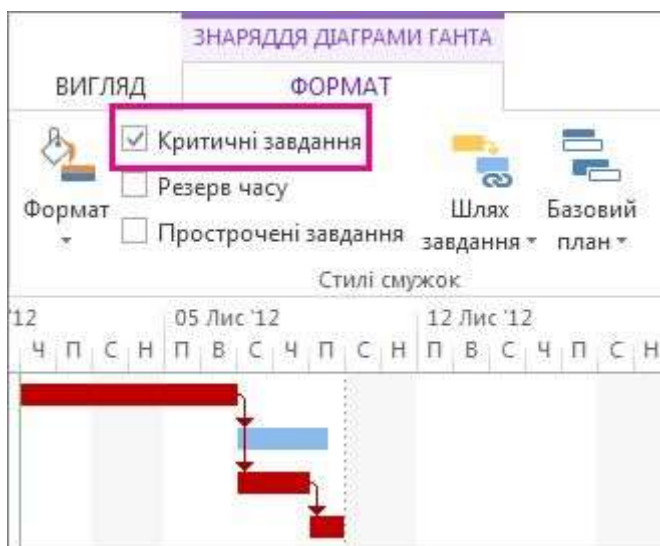 ЗНАРЯДДЯ ДІАГРАМИ ГАНТА
ВИГЛЯД ФОРМАТ
Критичні завдання
Резерв часу
Прострочені завдання
Формат
Шлях завдання
Базовий план
Стилі смужок
'12 05 Лис '12 12 Лис '12
Ч П С Н П В С Ч П С Н П В С Ч П С Н